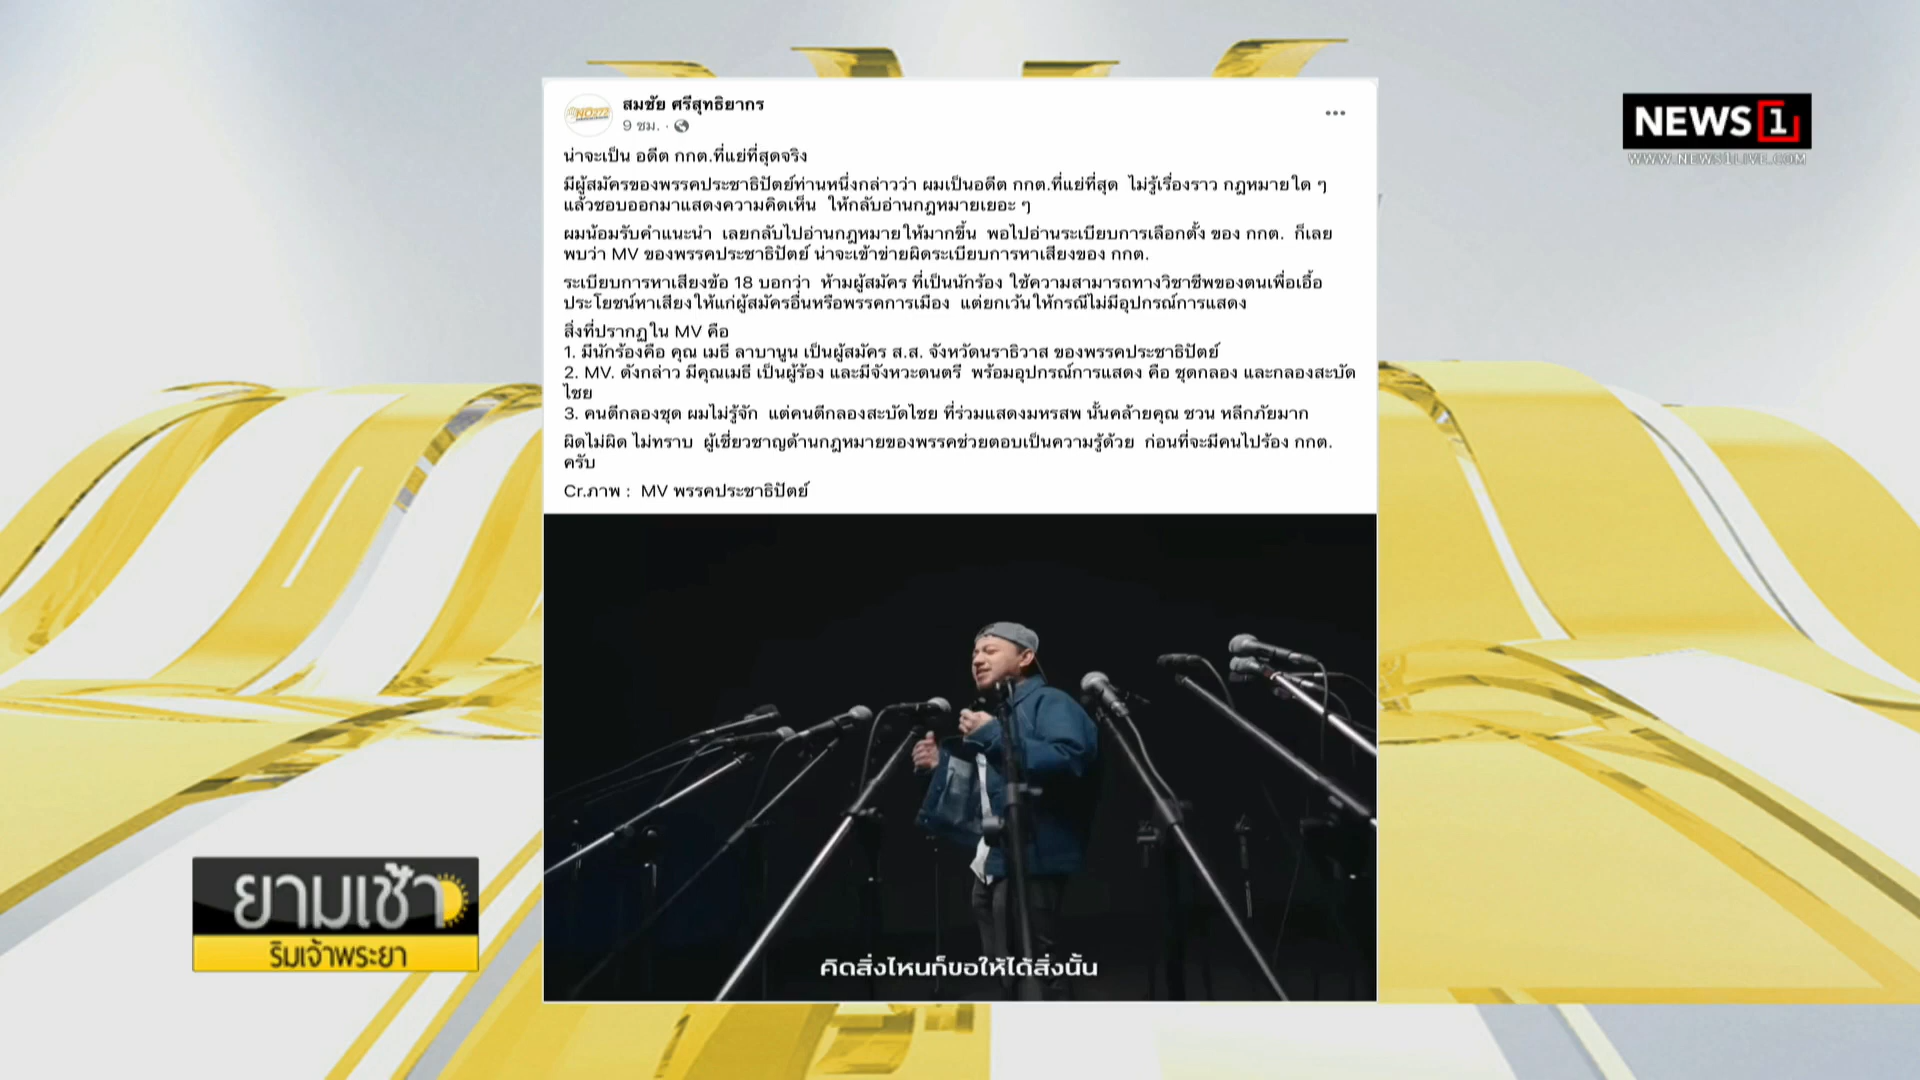 สมชัย ศรีสุทธิยากร
9 ชม. ·
NEWS 1
WWW.NEWS1LIVE.COM
น่าจะเป็น อดีต กกต.ที่แย่ที่สุดจริง
มีผู้สมัครของพรรคประชาธิปัตย์ท่านหนึ่งกล่าวว่า ผมเป็นอดีต กกต.ที่แย่ที่สุด ไม่รู้เรื่องราว กฎหมายใด ๆ
แล้วชอบออกมาแสดงความคิดเห็น ให้กลับอ่านกฎหมายเยอะ ๆ
ผมน้อมรับคำแนะนำ เลยกลับไปอ่านกฎหมายให้มากขึ้น พอไปอ่านระเบียบการเลือกตั้ง ของ กกต. ก็เลย
พบว่า MV ของพรรคประชาธิปัตย์ น่าจะเข้าข่ายผิดระเบียบการหาเสียงของ กกต.
ระเบียบการหาเสียงข้อ 18 บอกว่า ห้ามผู้สมัคร ที่เป็นนักร้อง ใช้ความสามารถทางวิชาชีพของตนเพื่อเอื้อ
ประโยชน์หาเสียงให้แก่ผู้สมัครอื่นหรือพรรคการเมือง แต่ยกเว้นให้กรณีไม่มีอุปกรณ์การแสดง
สิ่งที่ปรากฏใน MV คือ
1. มีนักร้องคือ คุณ เมธี ลาบานูน เป็นผู้สมัคร ส.ส. จังหวัดนราธิวาส ของพรรคประชาธิปัตย์
2. MV. ดังกล่าว มีคุณเมธี เป็นผู้ร้อง และมีจังหวะดนตรี พร้อมอุปกรณ์การแสดง คือ ชุดกลอง และกลองสะบัด
ไชย
3. คนตีกลองชุด ผมไม่รู้จัก แต่คนตีกลองสะบัดไชย ที่ร่วมแสดงมหรสพ นั้นคล้ายคุณ ชวน หลีกภัยมาก
ผิดไม่ผิด ไม่ทราบ ผู้เชี่ยวชาญด้านกฎหมายของพรรคช่วยตอบเป็นความรู้ด้วย ก่อนที่จะมีคนไปร้อง กกต.
ครับ
Cr.ภาพ : MV พรรคประชาธิปัตย์
ยามเช้า
ริมเจ้าพระยา
คิดสิ่งไหนก็ขอให้ได้สิ่งนั้น